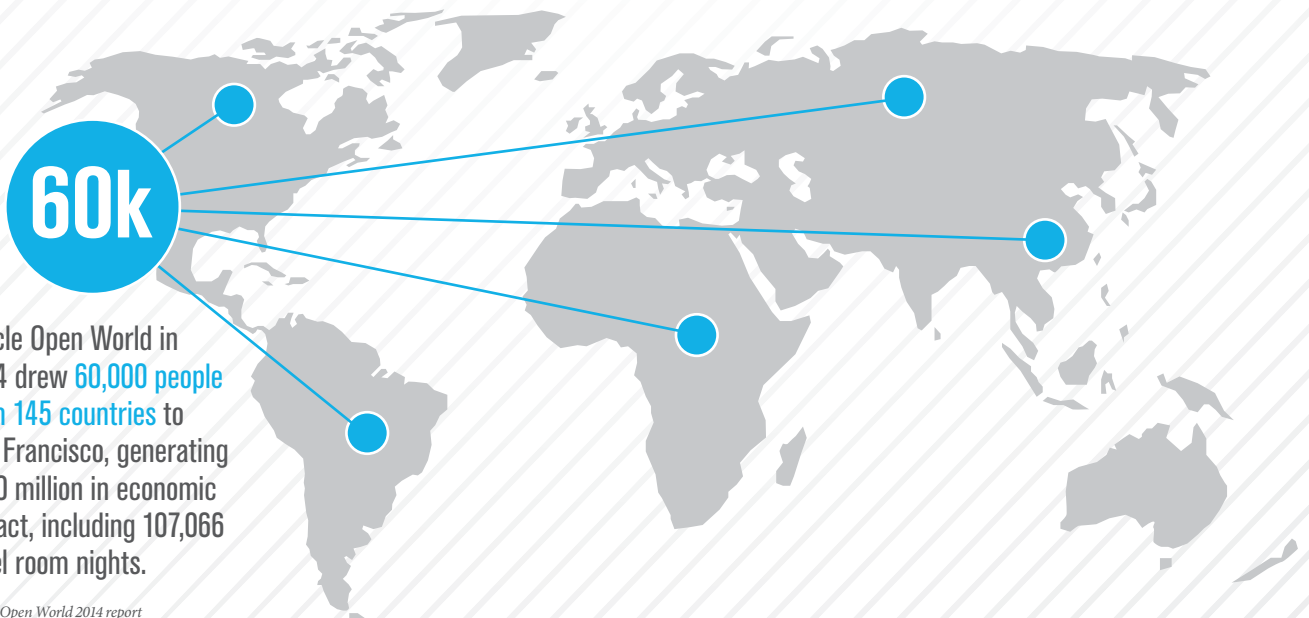 60k
cle Open World in
4 drew 60,000 people
145 countries to
Francisco, generating
0 million in economic
act, including 107,066
el room nights.
Open World 2014 report